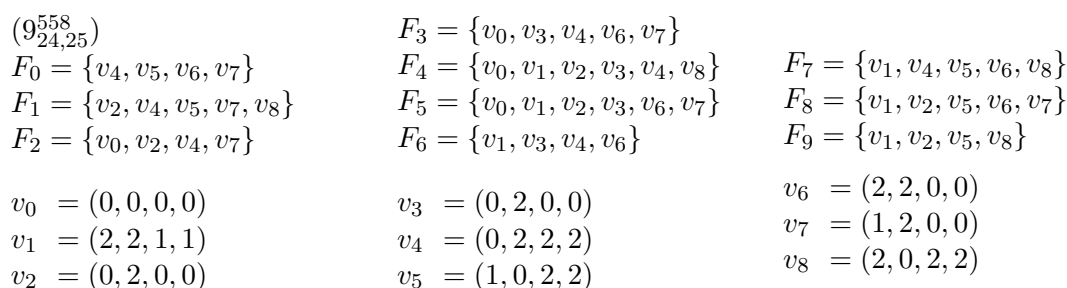 (9^{558}_{24,25})
F_0 = {v_4, v_5, v_6, v_7}
F_1 = {v_2, v_4, v_5, v_7, v_8}
F_2 = {v_0, v_2, v_4, v_7}
F_3 = {v_0, v_3, v_4, v_6, v_7}
F_4 = {v_0, v_1, v_2, v_3, v_4, v_8}
F_5 = {v_0, v_1, v_2, v_3, v_6, v_7}
F_6 = {v_1, v_3, v_4, v_6}
F_7 = {v_1, v_4, v_5, v_6, v_8}
F_8 = {v_1, v_2, v_5, v_6, v_7}
F_9 = {v_1, v_2, v_5, v_8}
v_0 = (0, 0, 0, 0)
v_1 = (2, 2, 1, 1)
v_2 = (0, 2, 0, 0)
v_3 = (0, 2, 0, 0)
v_4 = (0, 2, 2, 2)
v_5 = (1, 0, 2, 2)
v_6 = (2, 2, 0, 0)
v_7 = (1, 2, 0, 0)
v_8 = (2, 0, 2, 2)